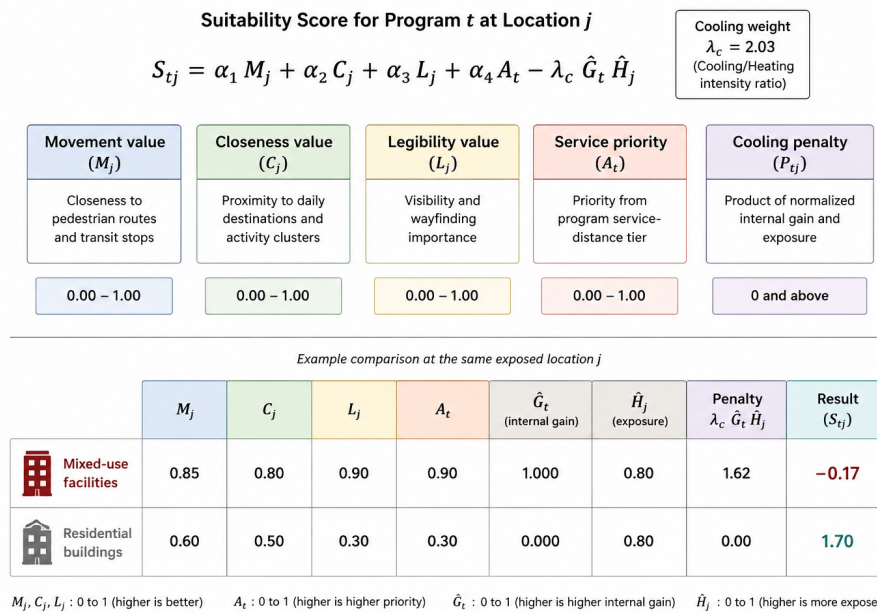 Suitability Score for Program t at Location j
S_tj = α₁ M_j + α₂ C_j + α₃ L_j + α₄ A_t − λ_c Ĝ_t Ĥ_j
Cooling weight
λ_c = 2.03
(Cooling/Heating
intensity ratio)
Movement value
(M_j)
Closeness to
pedestrian routes
and transit stops
0.00 – 1.00
Closeness value
(C_j)
Proximity to daily
destinations and
activity clusters
0.00 – 1.00
Legibility value
(L_j)
Visibility and
wayfinding
importance
0.00 – 1.00
Service priority
(A_t)
Priority from
program service-
distance tier
0.00 – 1.00
Cooling penalty
(P_tj)
Product of normalized
internal gain and
exposure
0 and above
Example comparison at the same exposed location j
M_j C_j L_j A_t Ĝ_t (internal gain) Ĥ_j (exposure) Penalty λ_c Ĝ_t Ĥ_j Result (S_tj)
Mixed-use facilities 0.85 0.80 0.90 0.90 1.000 0.80 1.62 −0.17
Residential buildings 0.60 0.50 0.30 0.30 0.000 0.80 0.00 1.70
M_j, C_j, L_j : 0 to 1 (higher is better) A_t : 0 to 1 (higher is higher priority) Ĝ_t : 0 to 1 (higher is higher internal gain) Ĥ_j : 0 to 1 (higher is more expose